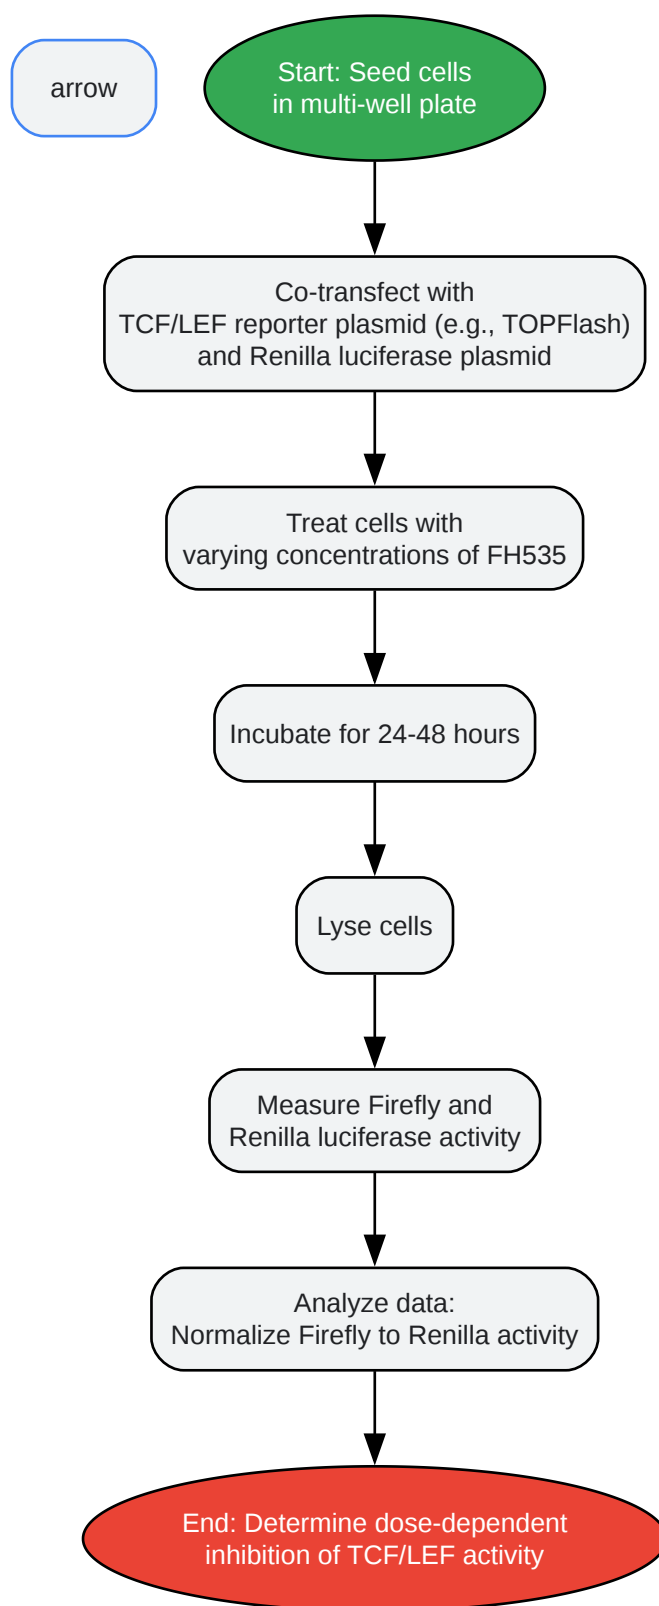 arrow
Start: Seed cells
in multi-well plate
Co-transfect with
TCF/LEF reporter plasmid (e.g., TOPFlash)
and Renilla luciferase plasmid
Treat cells with
varying concentrations of FH535
Incubate for 24-48 hours
Lyse cells
Measure Firefly and
Renilla luciferase activity
Analyze data:
Normalize Firefly to Renilla activity
End: Determine dose-dependent
inhibition of TCF/LEF activity